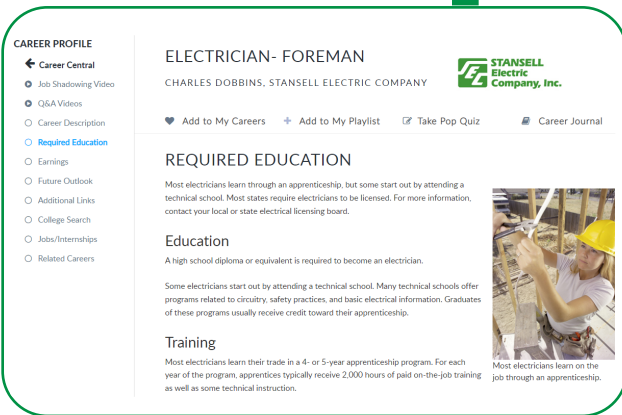 CAREER PROFILE
Career Central
Job Shadowing Video
Q&A Videos
Career Description
Required Education
Earnings
Future Outlook
Additional Links
College Search
Jobs/Internships
Related Careers
ELECTRICIAN- FOREMAN
CHARLES DOBBINS, STANSELL ELECTRIC COMPANY
STANSELL
Electric
Company, Inc.
Add to My Careers
Add to My Playlist
Take Pop Quiz
Career Journal
REQUIRED EDUCATION
Most electricians learn through an apprenticeship, but some start out by attending a
technical school. Most states require electricians to be licensed. For more information,
contact your local or state electrical licensing board.
Education
A high school diploma or equivalent is required to become an electrician.
Some electricians start out by attending a technical school. Many technical schools offer
programs related to circuitry, safety practices, and basic electrical information. Graduates
of these programs usually receive credit toward their apprenticeship.
Training
Most electricians learn their trade in a 4- or 5-year apprenticeship program. For each
year of the program, apprentices typically receive 2,000 hours of paid on-the-job training
as well as some technical instruction.
Most electricians learn on the
job through an apprenticeship.